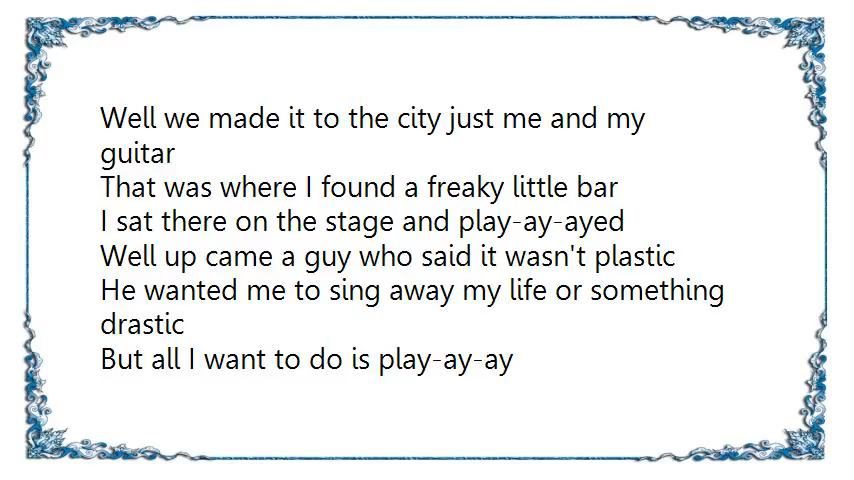 Well we made it to the city just me and my
guitar
That was where I found a freaky little bar
I sat there on the stage and play-ay-ayed
Well up came a guy who said it wasn't plastic
He wanted me to sing away my life or something
drastic
But all I want to do is play-ay-ay